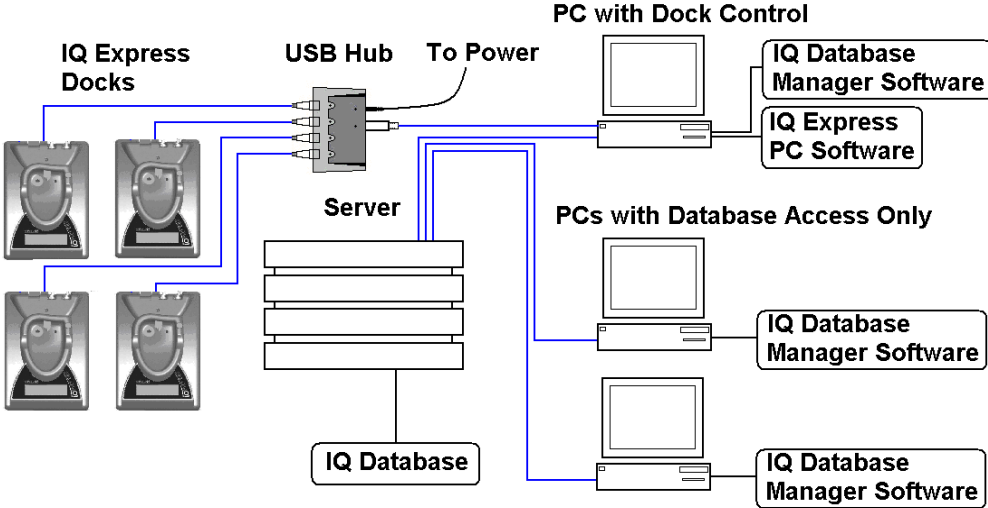 PC with Dock Control
IQ Express
Docks
USB Hub
To Power
IQ Database
Manager Software
IQ Express
PC Software
Server
PCs with Database Access Only
IQ Database
Manager Software
IQ Database
IQ Database
Manager Software